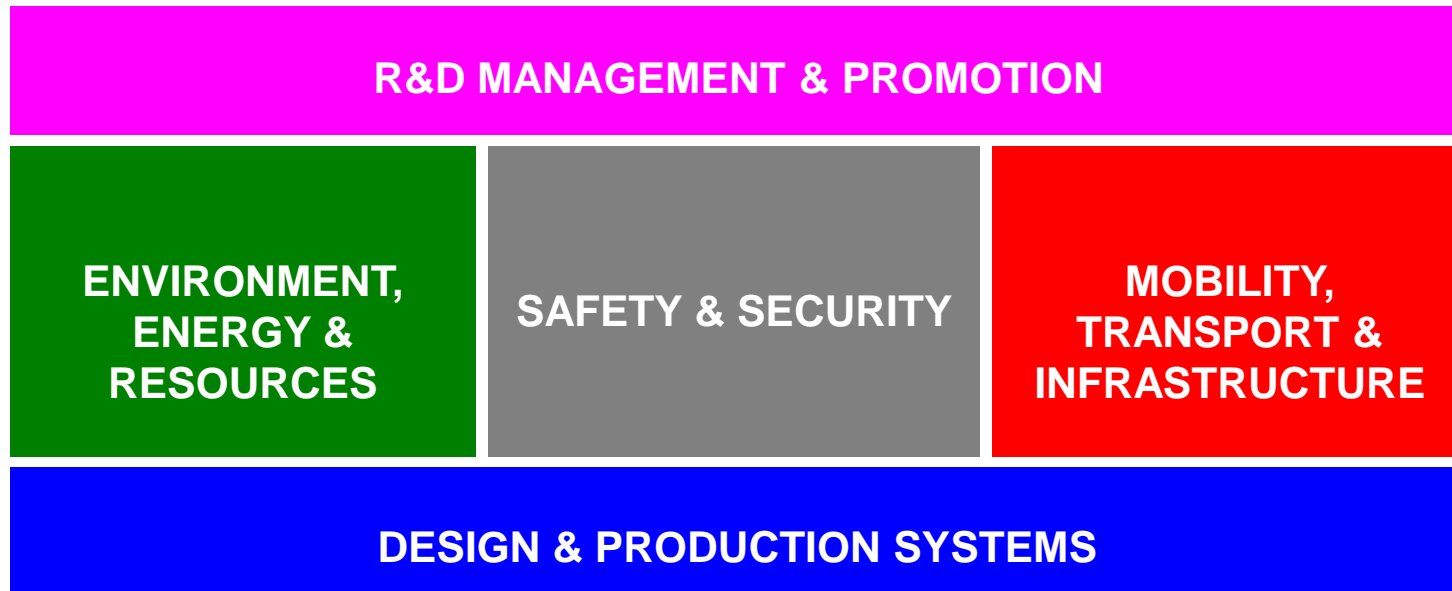 R&D MANAGEMENT & PROMOTION
ENVIRONMENT,
ENERGY &
RESOURCES
SAFETY & SECURITY
MOBILITY,
TRANSPORT &
INFRASTRUCTURE
DESIGN & PRODUCTION SYSTEMS